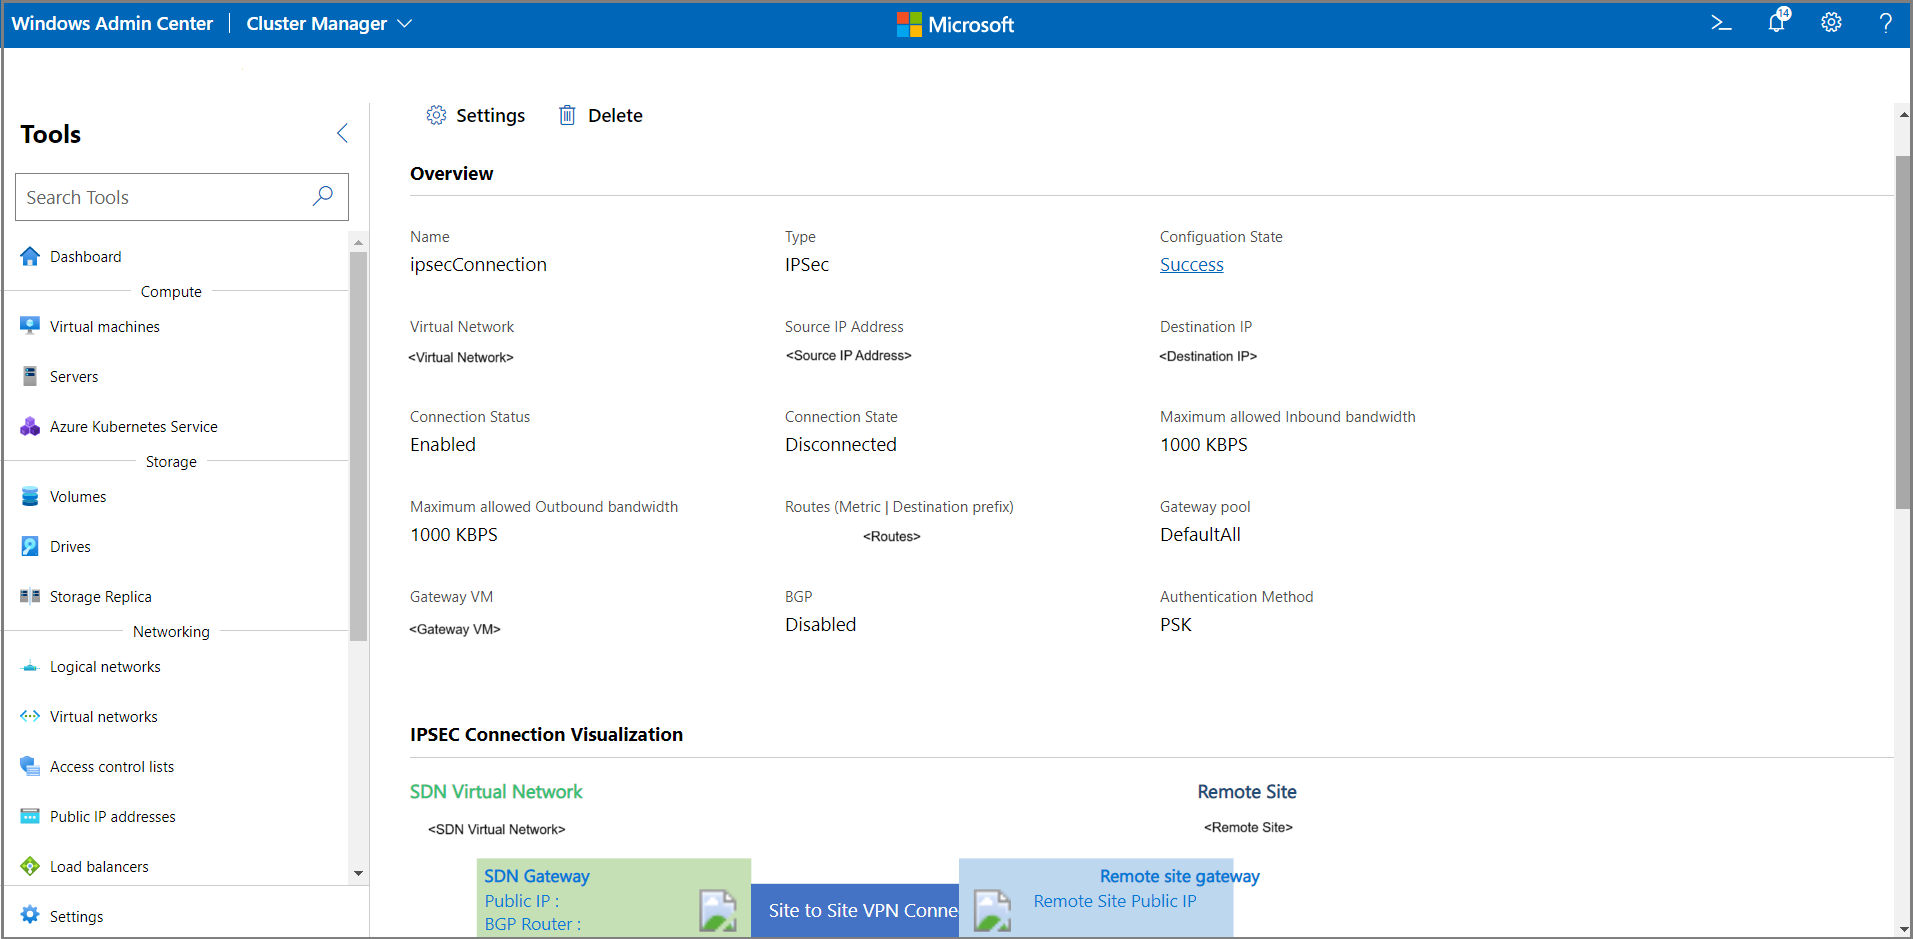 Windows Admin Center
Cluster Manager
Microsoft
14
Tools
Search Tools
Dashboard
Compute
Virtual machines
Servers
Azure Kubernetes Service
Storage
Volumes
Drives
Storage Replica
Networking
Logical networks
Virtual networks
Access control lists
Public IP addresses
Load balancers
Settings
Settings
Delete
Overview
Name
ipsecConnection
Type
IPSec
Configuation State
Success
Virtual Network
<Virtual Network>
Source IP Address
<Source IP Address>
Destination IP
<Destination IP>
Connection Status
Enabled
Connection State
Disconnected
Maximum allowed Inbound bandwidth
1000 KBPS
Maximum allowed Outbound bandwidth
1000 KBPS
Routes (Metric | Destination prefix)
<Routes>
Gateway pool
DefaultAll
Gateway VM
<Gateway VM>
BGP
Disabled
Authentication Method
PSK
IPSEC Connection Visualization
SDN Virtual Network
<SDN Virtual Network>
Remote Site
<Remote Site>
SDN Gateway
Public IP :
BGP Router :
Site to Site VPN Conne
Remote site gateway
Remote Site Public IP